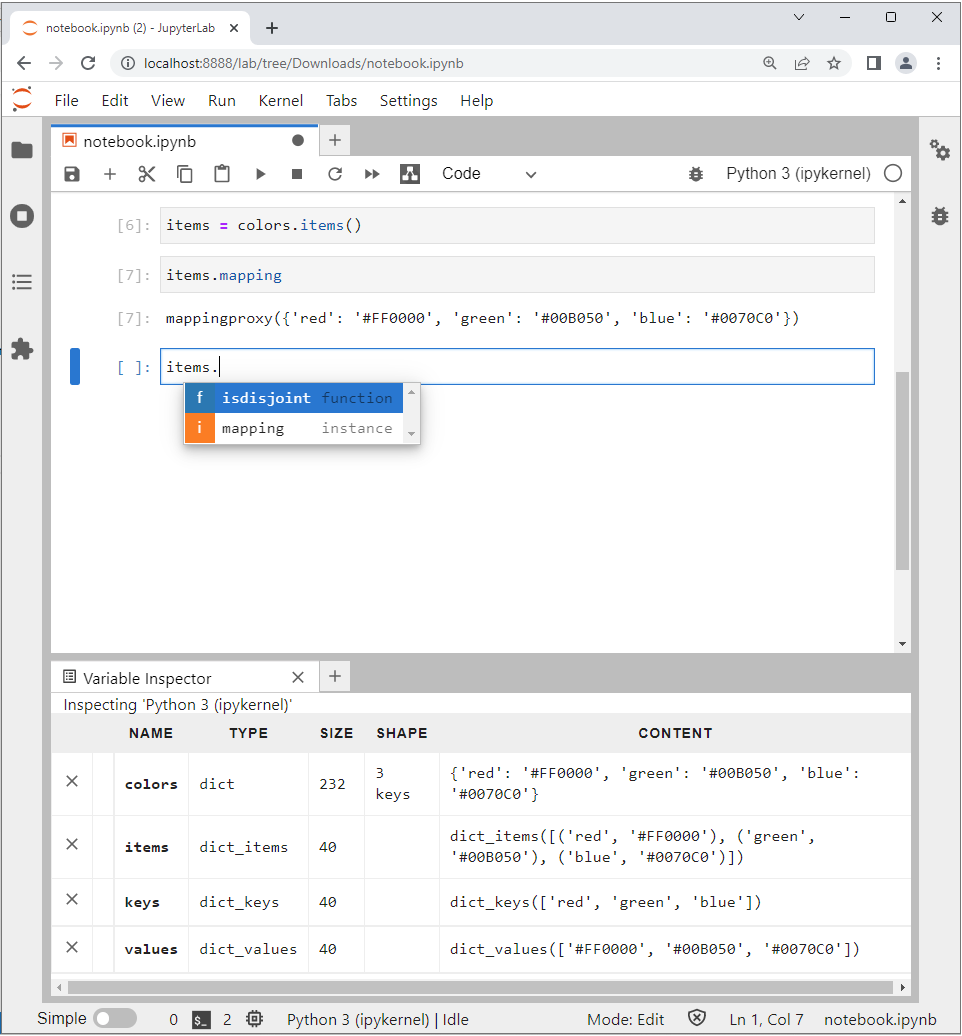 notebook.ipynb (2) - JupyterLab
localhost:8888/lab/tree/Downloads/notebook.ipynb
File Edit View Run Kernel Tabs Settings Help
notebook.ipynb
Code Python 3 (ipykernel)
[6]: items = colors.items()
[7]: items.mapping
[7]: mappingproxy({'red': '#FF0000', 'green': '#00B050', 'blue': '#0070C0'})
[ ]: items.
f isdisjoint function
i mapping instance
Variable Inspector
Inspecting 'Python 3 (ipykernel)'
NAME TYPE SIZE SHAPE CONTENT
colors dict 232 3 keys {'red': '#FF0000', 'green': '#00B050', 'blue':
'#0070C0'}
items dict_items 40 dict_items([('red', '#FF0000'), ('green',
'#00B050'), ('blue', '#0070C0')])
keys dict_keys 40 dict_keys(['red', 'green', 'blue'])
values dict_values 40 dict_values(['#FF0000', '#00B050', '#0070C0'])
Simple 0 $_ 2 Python 3 (ipykernel) | Idle Mode: Edit Ln 1, Col 7 notebook.ipynb